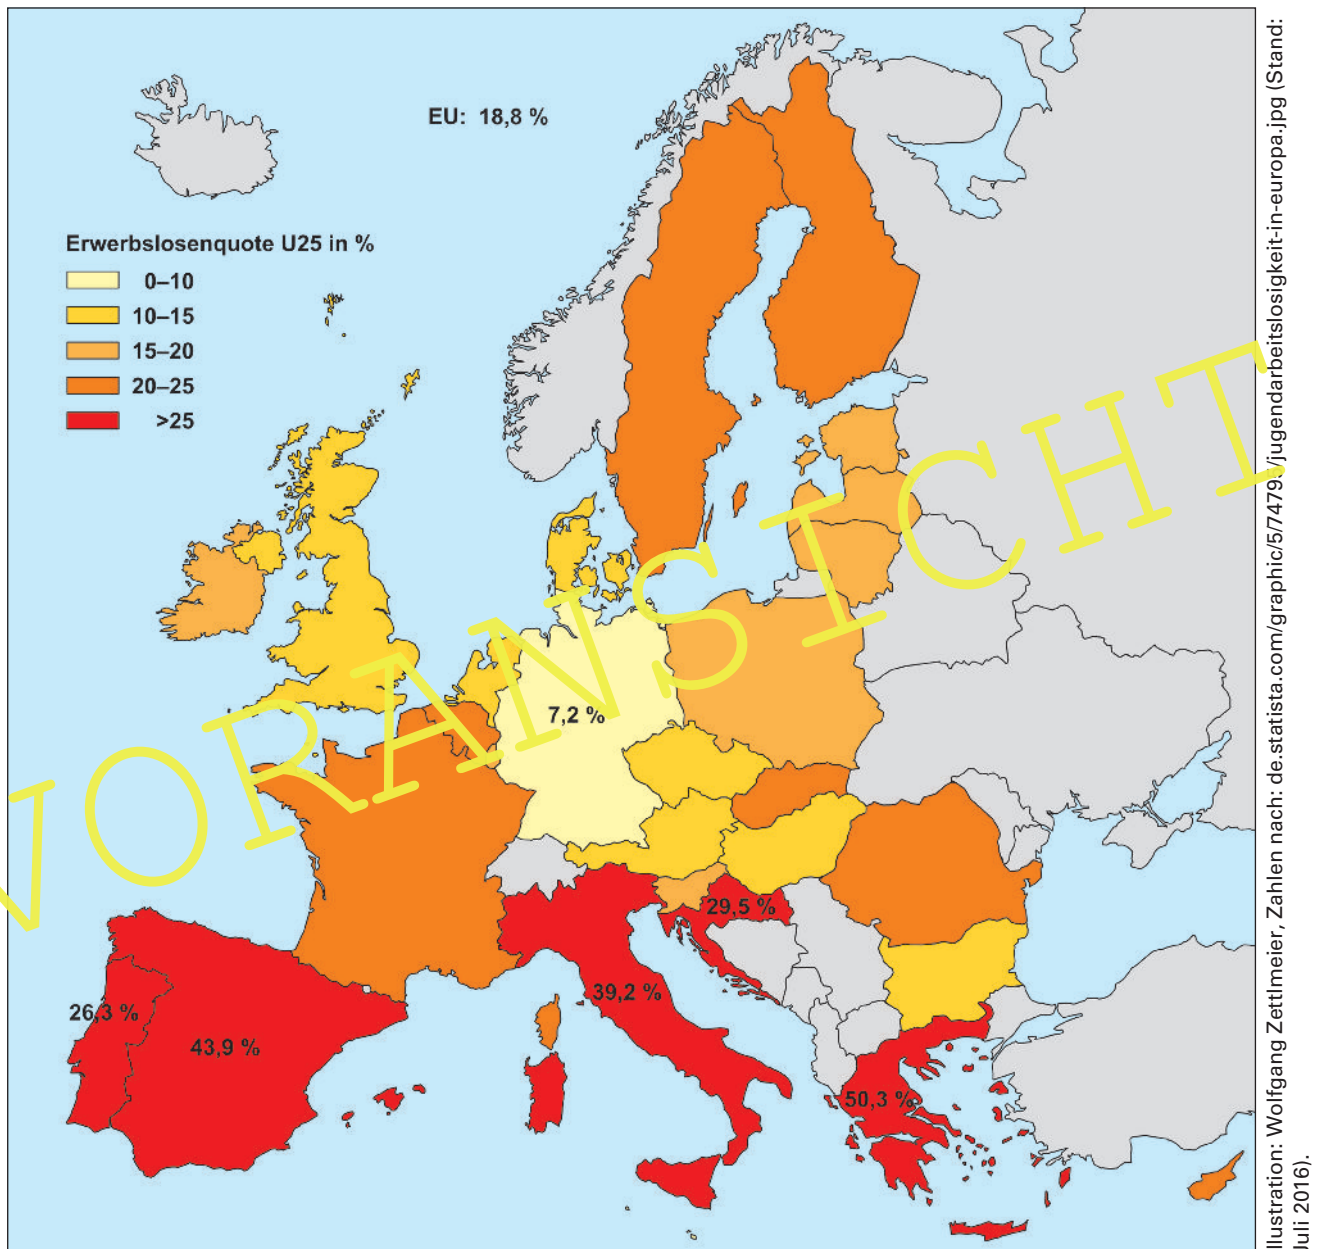 EU: 18,8 %
Erwerbslosenquote U25 in %
0–10
10–15
15–20
20–25
>25
7,2 %
29,5 %
39,2 %
26,3 %
43,9 %
50,3 %
VORANSICHT
Illustration: Wolfgang Zettlmeier, Zahlen nach: de.statista.com/graphic/5/74795/jugendarbeitslosigkeit-in-europa.jpg (Stand:
Juli 2016).